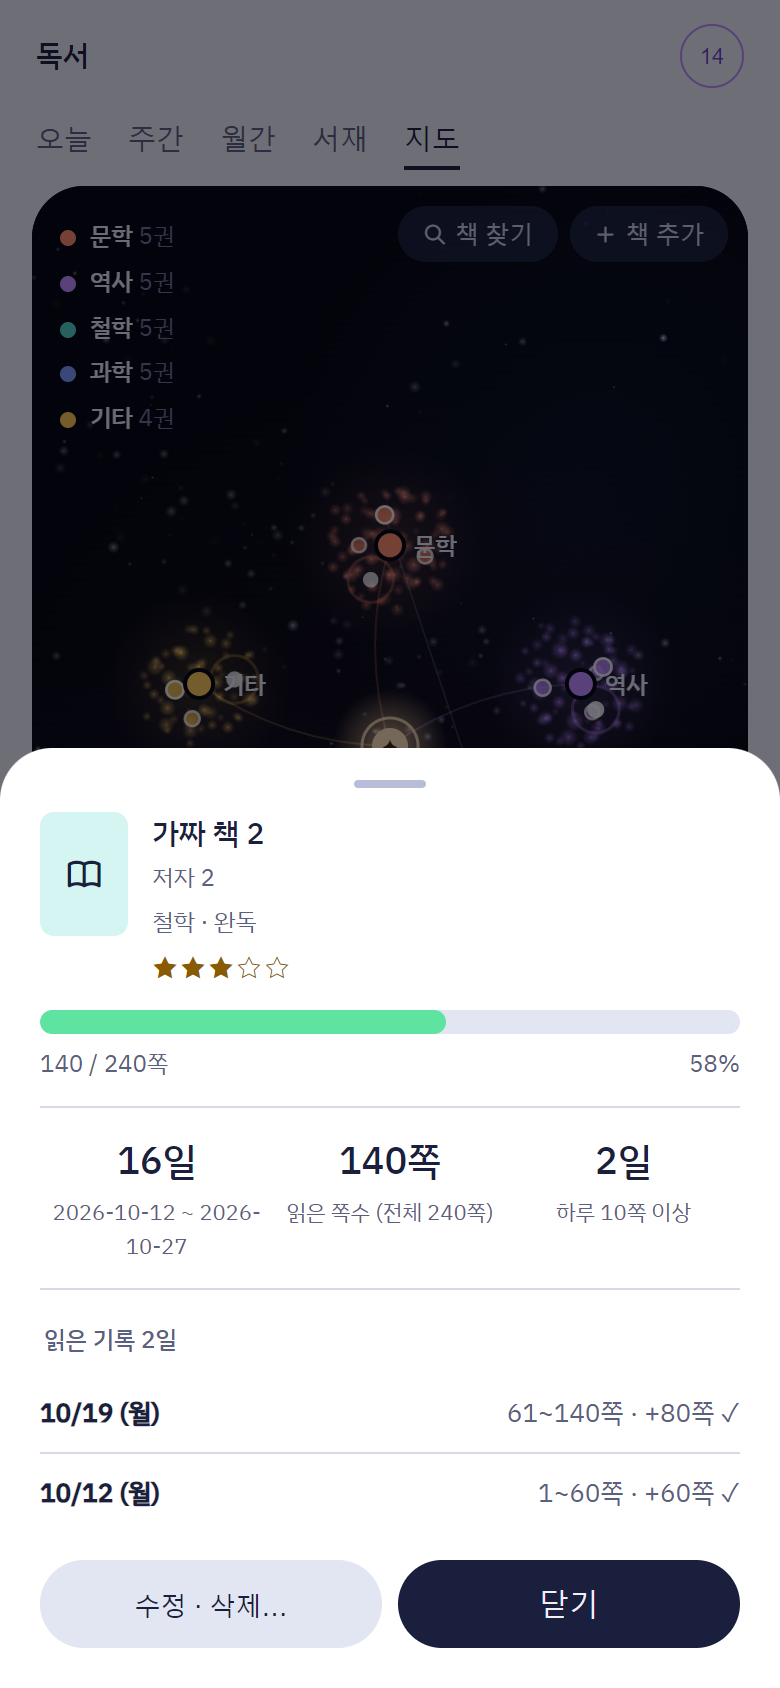 독서
14
오늘 주간 월간 서재 지도
문학 5권
역사 5권
철학 5권
과학 5권
기타 4권
책 찾기
책 추가
문학
기타
역사
가짜 책 2
저자 2
철학 · 완독
140 / 240쪽
58%
16일
2026-10-12 ~ 2026-
10-27
140쪽
읽은 쪽수 (전체 240쪽)
2일
하루 10쪽 이상
읽은 기록 2일
10/19 (월) 61~140쪽 · +80쪽 ✓
10/12 (월) 1~60쪽 · +60쪽 ✓
수정 · 삭제...
닫기